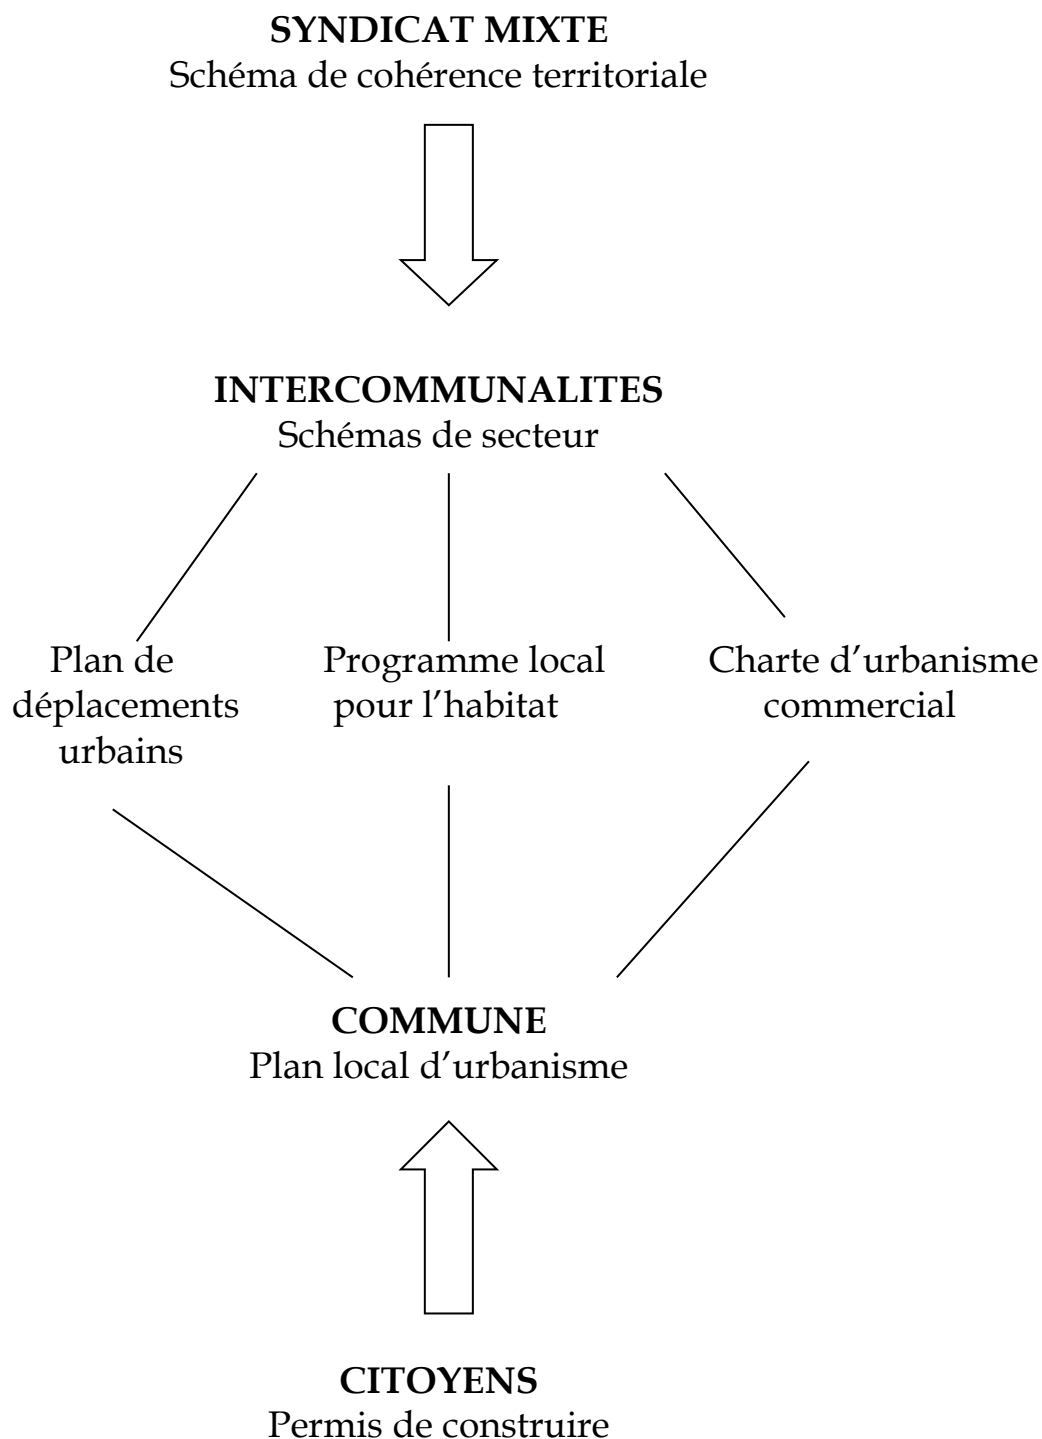 SYNDICAT MIXTE
Schéma de cohérence territoriale
INTERCOMMUNALITES
Schémas de secteur
Plan de
déplacements
urbains
Programme local
pour l’habitat
Charte d’urbanisme
commercial
COMMUNE
Plan local d’urbanisme
CITOYENS
Permis de construire